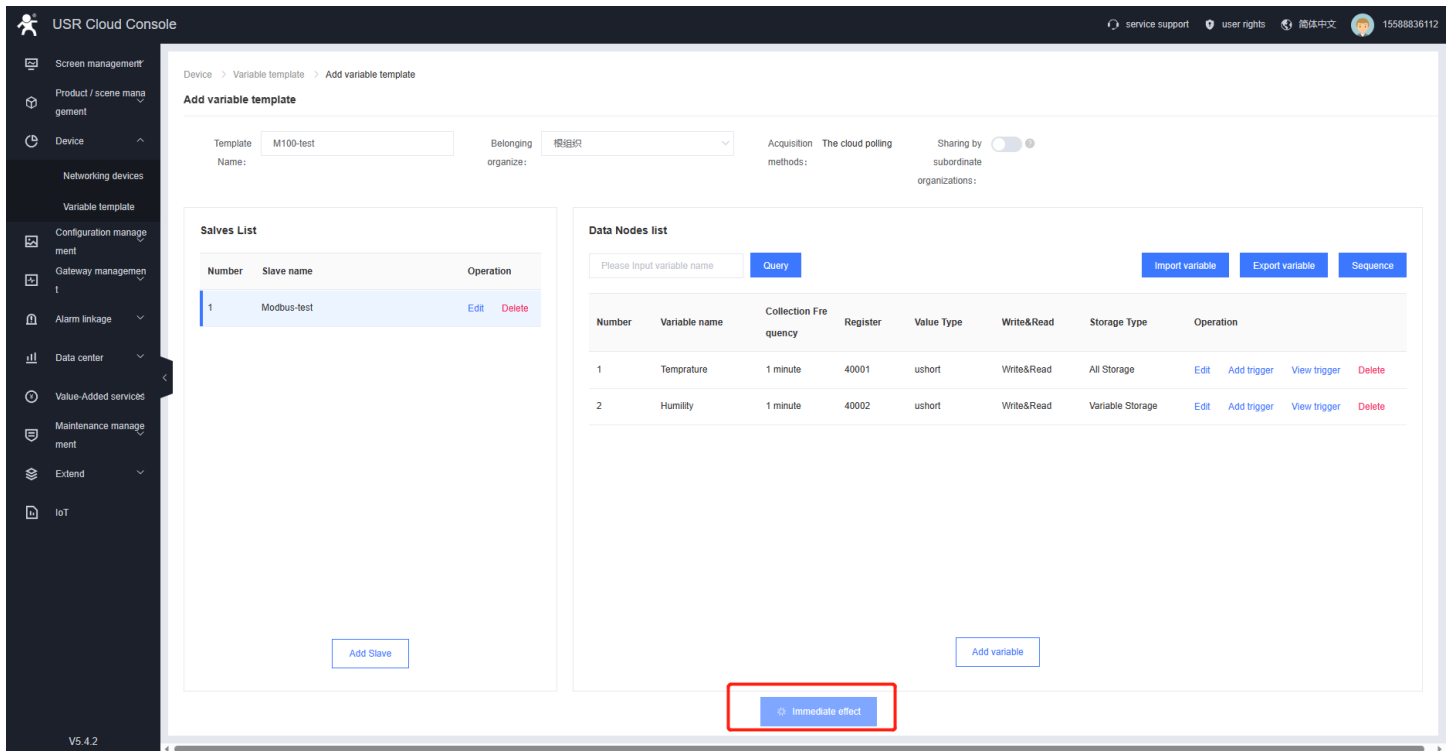 USR Cloud Console
service support
user rights
简体中文
15588836112
Screen management
Product / scene mana
gement
Device
Networking devices
Variable template
Configuration manage
ment
Gateway managemen
t
Alarm linkage
Data center
Value-Added services
Maintenance manage
ment
Extend
IoT
V5.4.2
Device > Variable template > Add variable template
Add variable template
Template
Name:
M100-test
Belonging
organize:
模组织
Acquisition
methods:
The cloud polling
Sharing by
subordinate
organizations:
Salves List
Number Slave name Operation
1 Modbus-test Edit Delete
Add Slave
Data Nodes list
Please input variable name
Query
Import variable
Export variable
Sequence
Number Variable name Collection Fre
quency Register Value Type Write&Read Storage Type Operation
1 Temprature 1 minute 40001 ushort Write&Read All Storage Edit Add trigger View trigger Delete
2 Humility 1 minute 40002 ushort Write&Read Variable Storage Edit Add trigger View trigger Delete
Add variable
Immediate effect